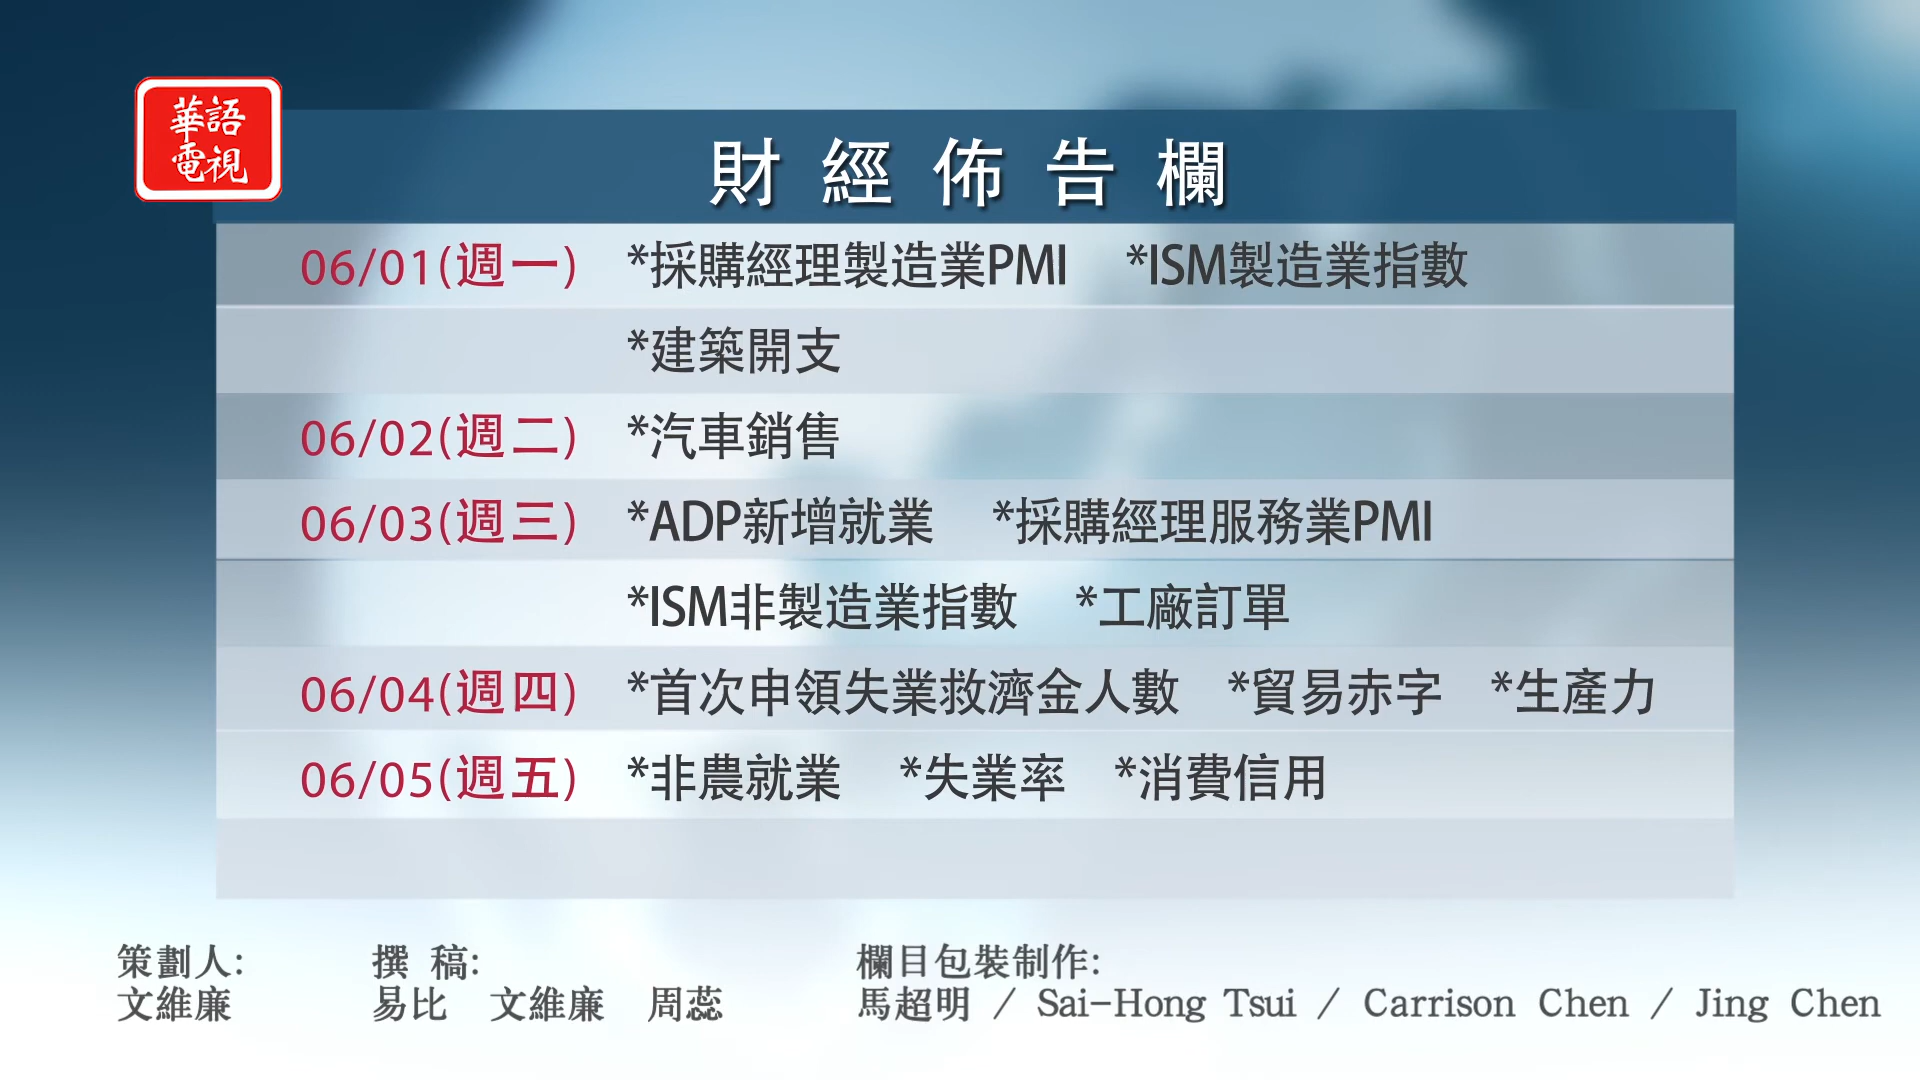 華語
電視
財經佈告欄
06/01(週一) *採購經理製造業PMI *ISM製造業指數
*建築開支
06/02(週二) *汽車銷售
06/03(週三) *ADP新增就業 *採購經理服務業PMI
*ISM非製造業指數 *工廠訂單
06/04(週四) *首次申領失業救濟金人數 *貿易赤字 *生產力
06/05(週五) *非農就業 *失業率 *消費信用
策劃人: 撰 稿: 欄目包裝制作:
文維廉 易比 文維廉 周蕊 馬超明 / Sai-Hong Tsui / Carrison Chen / Jing Chen